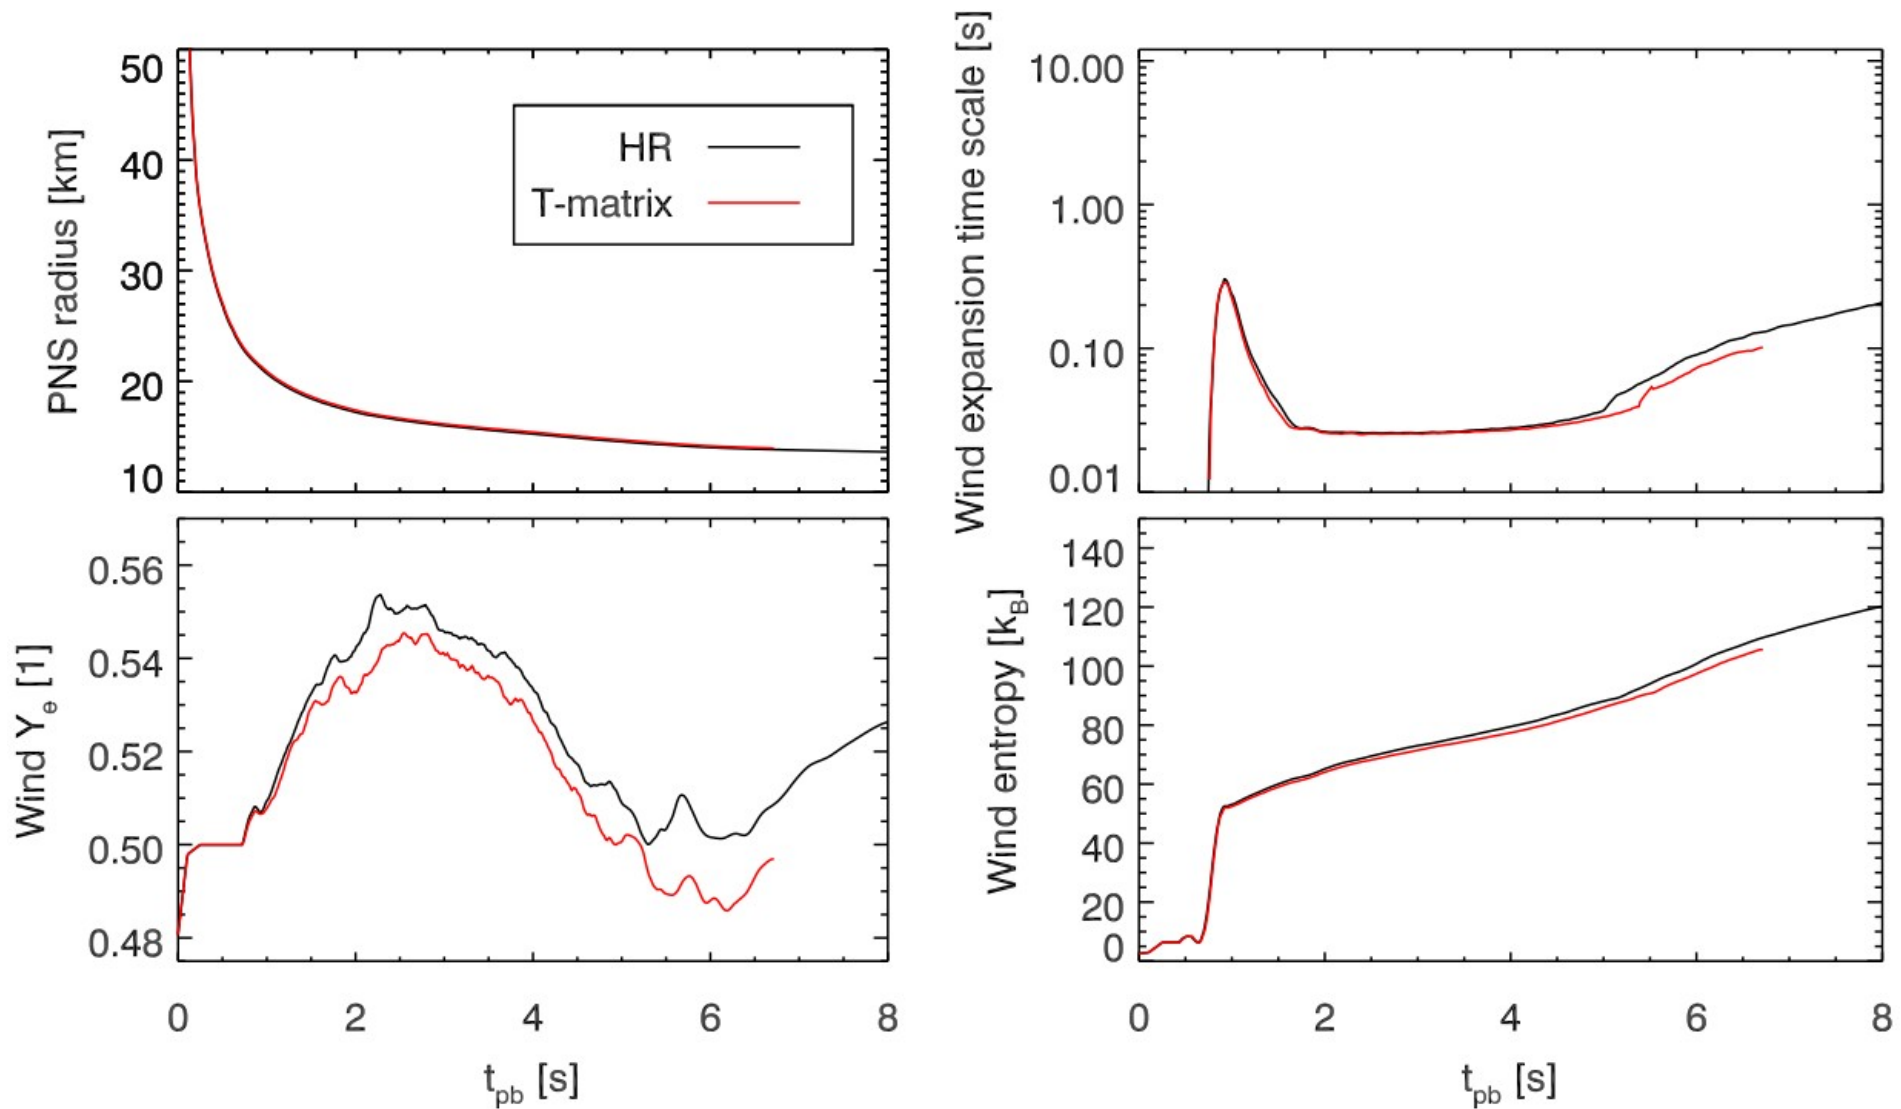 PNS radius [km]
50
40
30
20
10
HR
T-matrix
Wind expansion time scale [s]
10.00
1.00
0.10
0.01
Wind Yₑ [1]
0.56
0.54
0.52
0.50
0.48
0 2 4 6 8
t_pb [s]
Wind entropy [k_B]
140
120
100
80
60
40
20
0
0 2 4 6 8
t_pb [s]